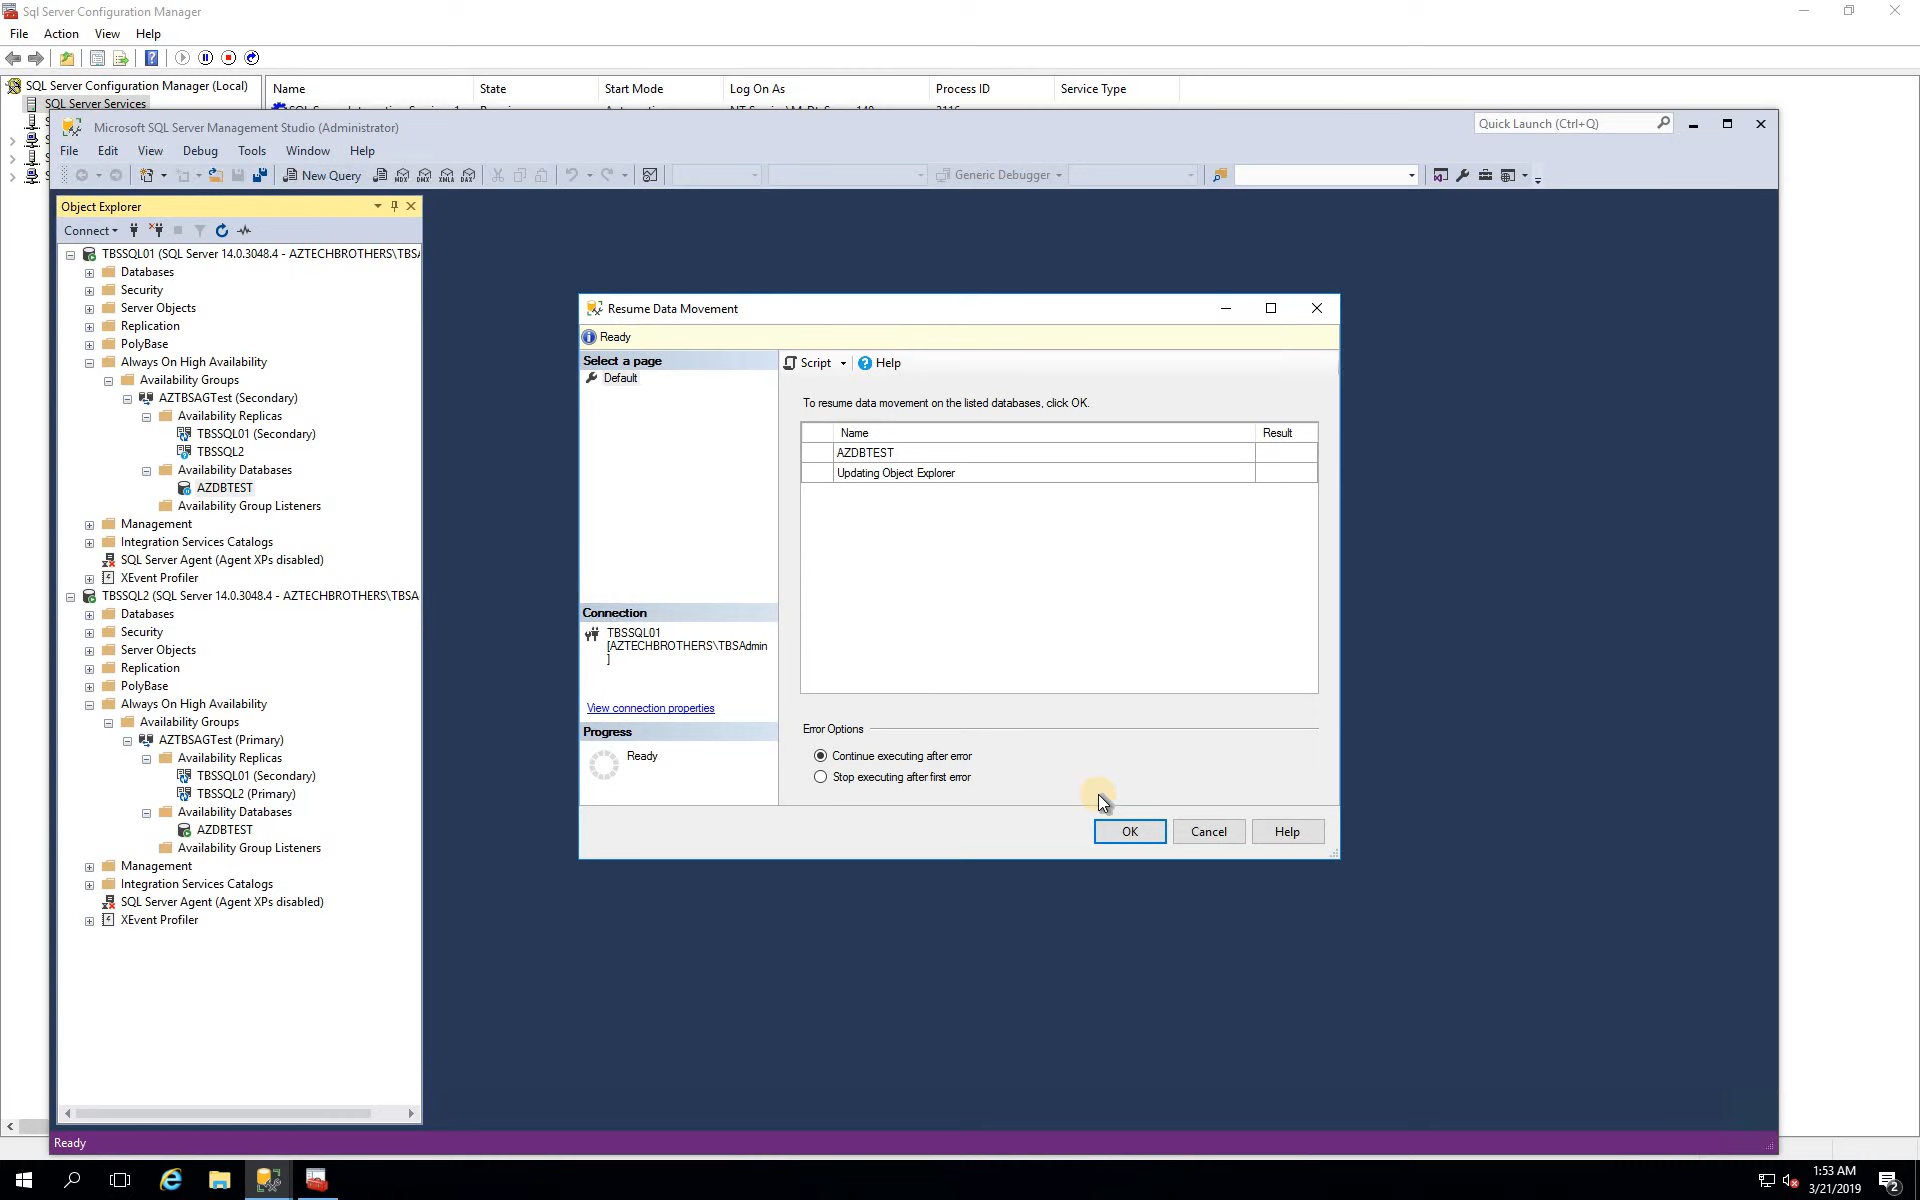 Sql Server Configuration Manager
File Action View Help
SQL Server Configuration Manager (Local)
SQL Server Services
Name State Start Mode Log On As Process ID Service Type
Microsoft SQL Server Management Studio (Administrator)
Quick Launch (Ctrl+Q)
File Edit View Debug Tools Window Help
New Query
MDX DMX XMLA DAX
Generic Debugger
Object Explorer
Connect
TBSSQL01 (SQL Server 14.0.3048.4 - AZTECHBROTHERS\TBSA
Databases
Security
Server Objects
Replication
PolyBase
Always On High Availability
Availability Groups
AZTBSAGTest (Secondary)
Availability Replicas
TBSSQL01 (Secondary)
TBSSQL2
Availability Databases
AZDBTEST
Availability Group Listeners
Management
Integration Services Catalogs
SQL Server Agent (Agent XPs disabled)
XEvent Profiler
TBSSQL2 (SQL Server 14.0.3048.4 - AZTECHBROTHERS\TBSA
Databases
Security
Server Objects
Replication
PolyBase
Always On High Availability
Availability Groups
AZTBSAGTest (Primary)
Availability Replicas
TBSSQL01 (Secondary)
TBSSQL2 (Primary)
Availability Databases
AZDBTEST
Availability Group Listeners
Management
Integration Services Catalogs
SQL Server Agent (Agent XPs disabled)
XEvent Profiler
Resume Data Movement
Ready
Select a page
Default
Script Help
To resume data movement on the listed databases, click OK.
Name Result
AZDBTEST
Updating Object Explorer
Connection
TBSSQL01
[AZTECHBROTHERS\TBSAdmin
]
View connection properties
Progress
Ready
Error Options
Continue executing after error
Stop executing after first error
OK Cancel Help
Ready
1:53 AM
3/21/2019
2